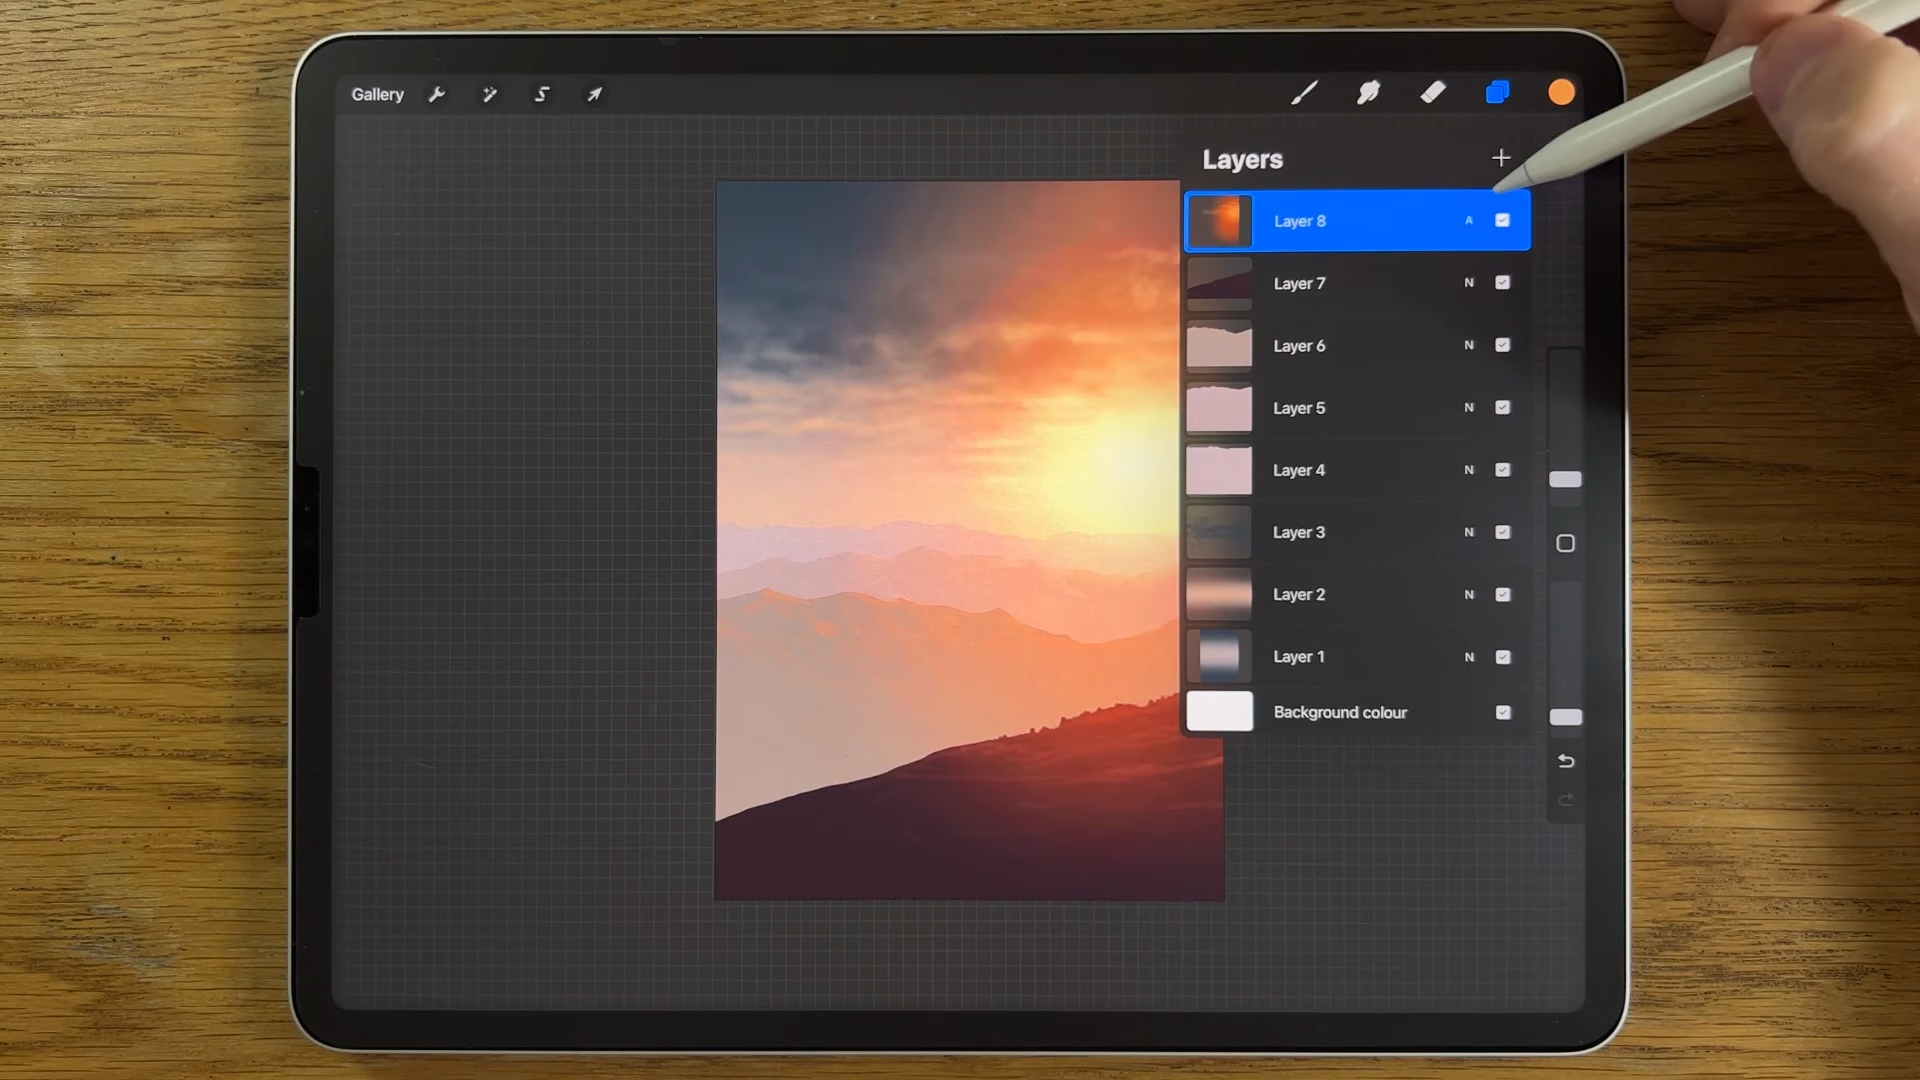 Gallery
Layers
Layer 8 A
Layer 7 N
Layer 6 N
Layer 5 N
Layer 4 N
Layer 3 N
Layer 2 N
Layer 1 N
Background colour